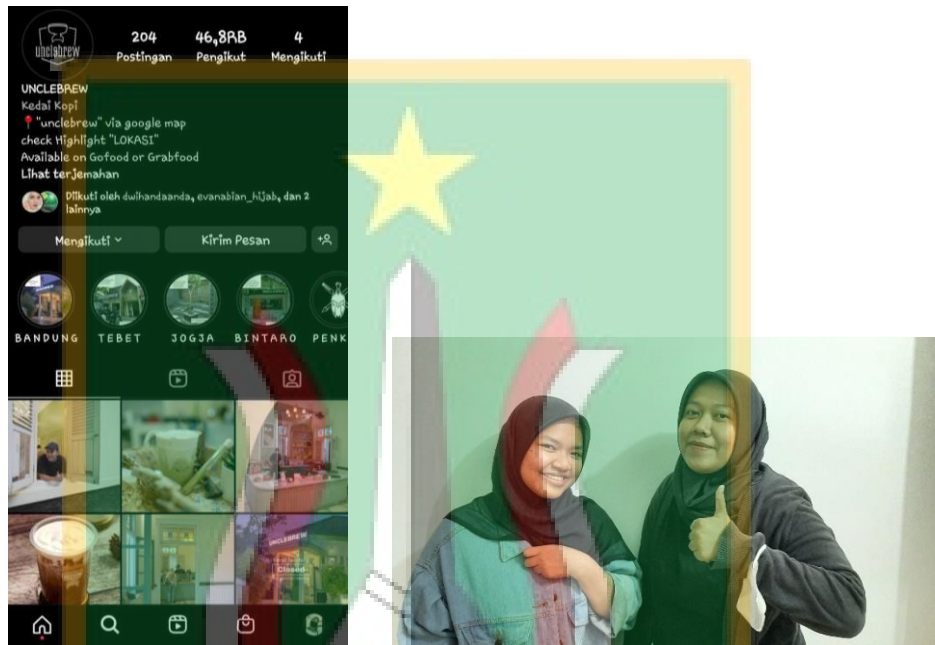 unclebrew
204 46,8RB 4
Postingan Pengikut Mengikuti
UNCLEBREW
Kedai Kopi
"unclebrew" via google map
check Highlight "LOKASI"
Available on Gofood or Grabfood
Lihat terjemahan
Diikuti oleh dwihandaanda, evanabian_hijab, dan 2
lainnya
Mengikuti Kirim Pesan
BANDUNG TEBET JOGJA BINTARO PENK
UNCLEBREW
Closed